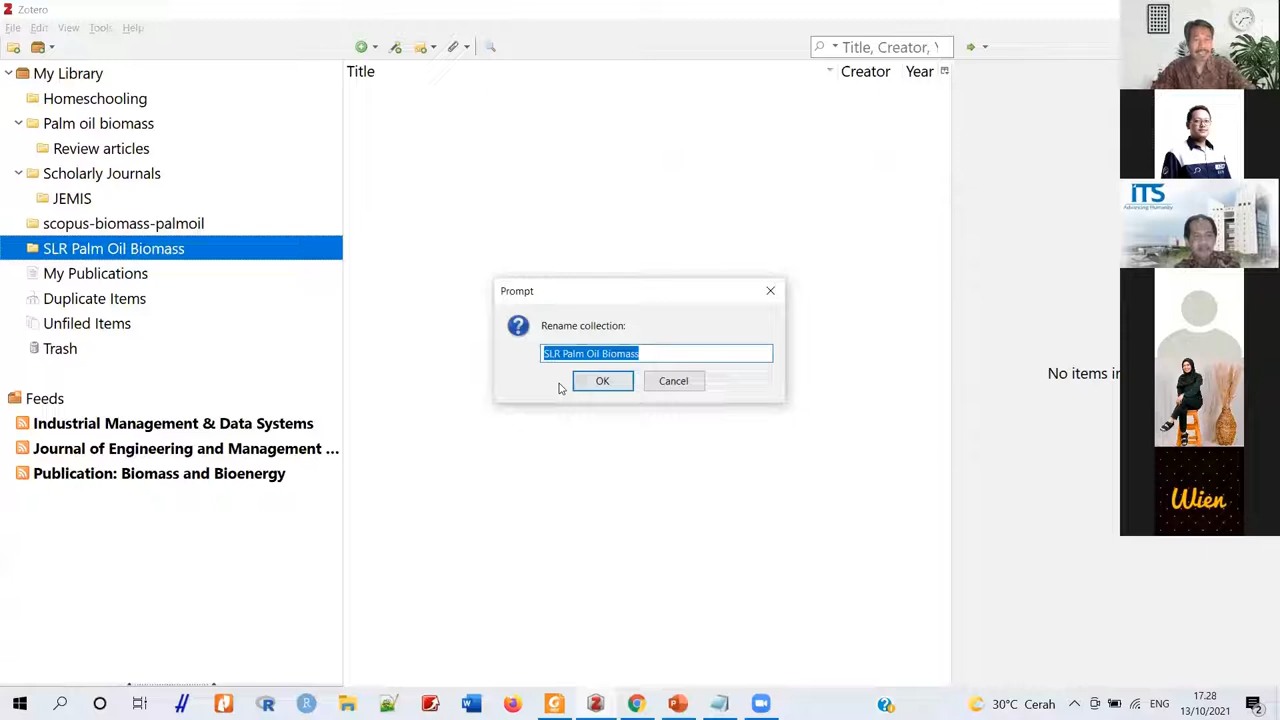 Zotero
File Edit View Tools Help
Title, Creator, Y
My Library
Homeschooling
Palm oil biomass
Review articles
Scholarly Journals
JEMIS
scopus-biomass-palmoil
SLR Palm Oil Biomass
My Publications
Duplicate Items
Unfiled Items
Trash
Feeds
Industrial Management & Data Systems
Journal of Engineering and Management ...
Publication: Biomass and Bioenergy
Title Creator Year
Prompt
Rename collection:
SLR Palm Oil Biomass
OK Cancel
No items in
ITS
Advancing Humanity
Wien
30°C Cerah
ENG
17.28
13/10/2021
2